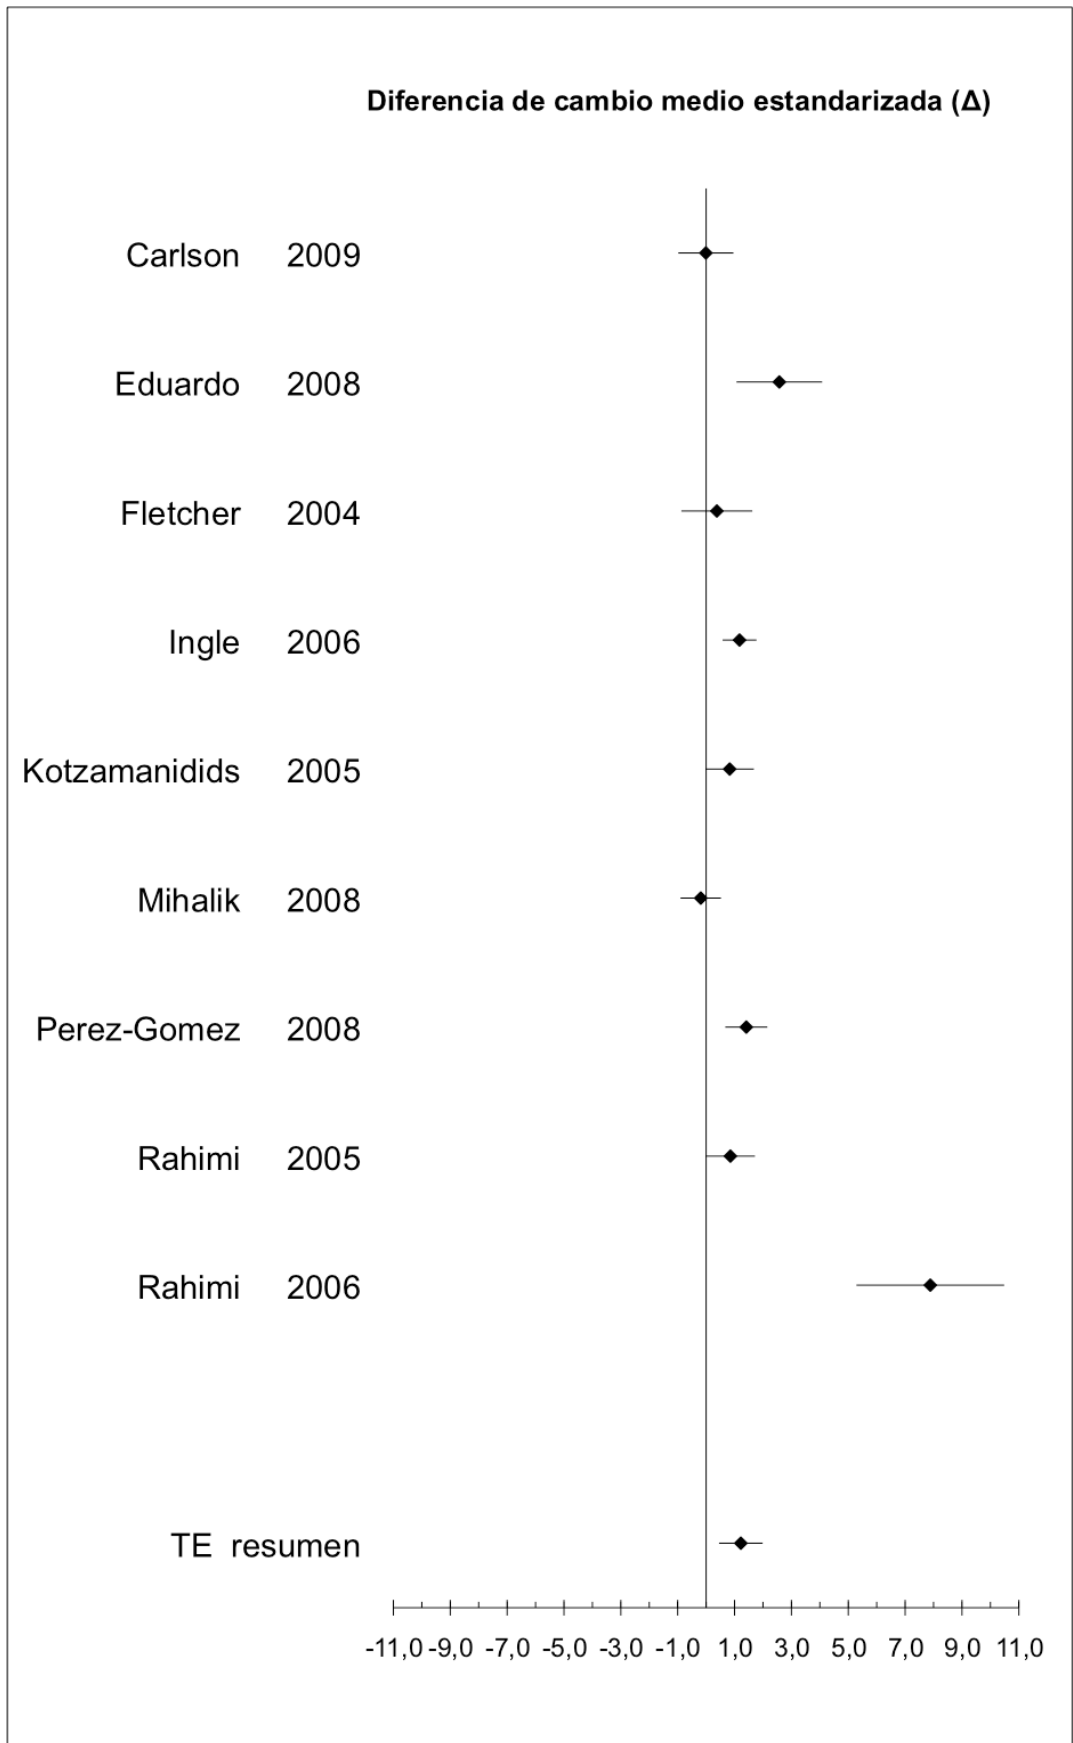 Diferencia de cambio medio estandarizada (Δ)
Carlson 2009
Eduardo 2008
Fletcher 2004
Ingle 2006
Kotzamanidids 2005
Mihalik 2008
Perez-Gomez 2008
Rahimi 2005
Rahimi 2006
TE resumen
-11,0 -9,0 -7,0 -5,0 -3,0 -1,0 1,0 3,0 5,0 7,0 9,0 11,0